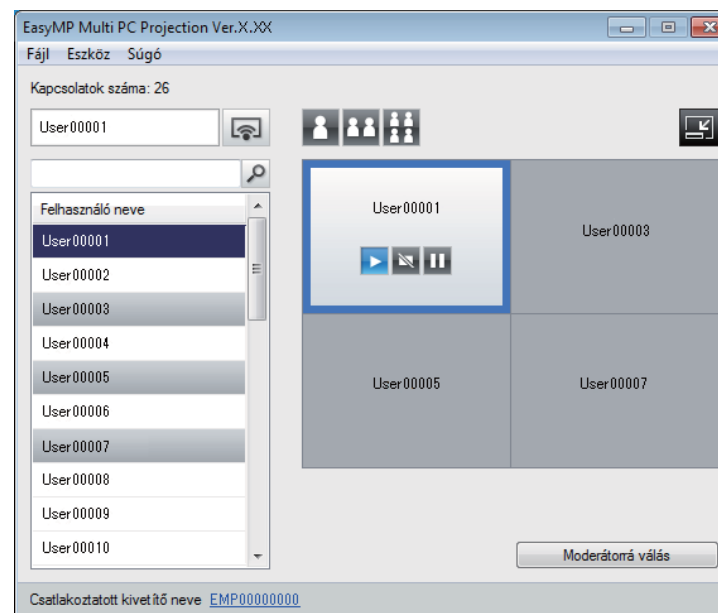 EasyMP Multi PC Projection Ver.X.XX
Fájl Eszköz Súgó
Kapcsolatok száma: 26
User00001
Felhasználó neve
User00001
User00002
User00003
User00004
User00005
User00006
User00007
User00008
User00009
User00010
User00001
User00003
User00005
User00007
Moderátorrá válás
Csatlakoztatott kivetítő neve EMP00000000